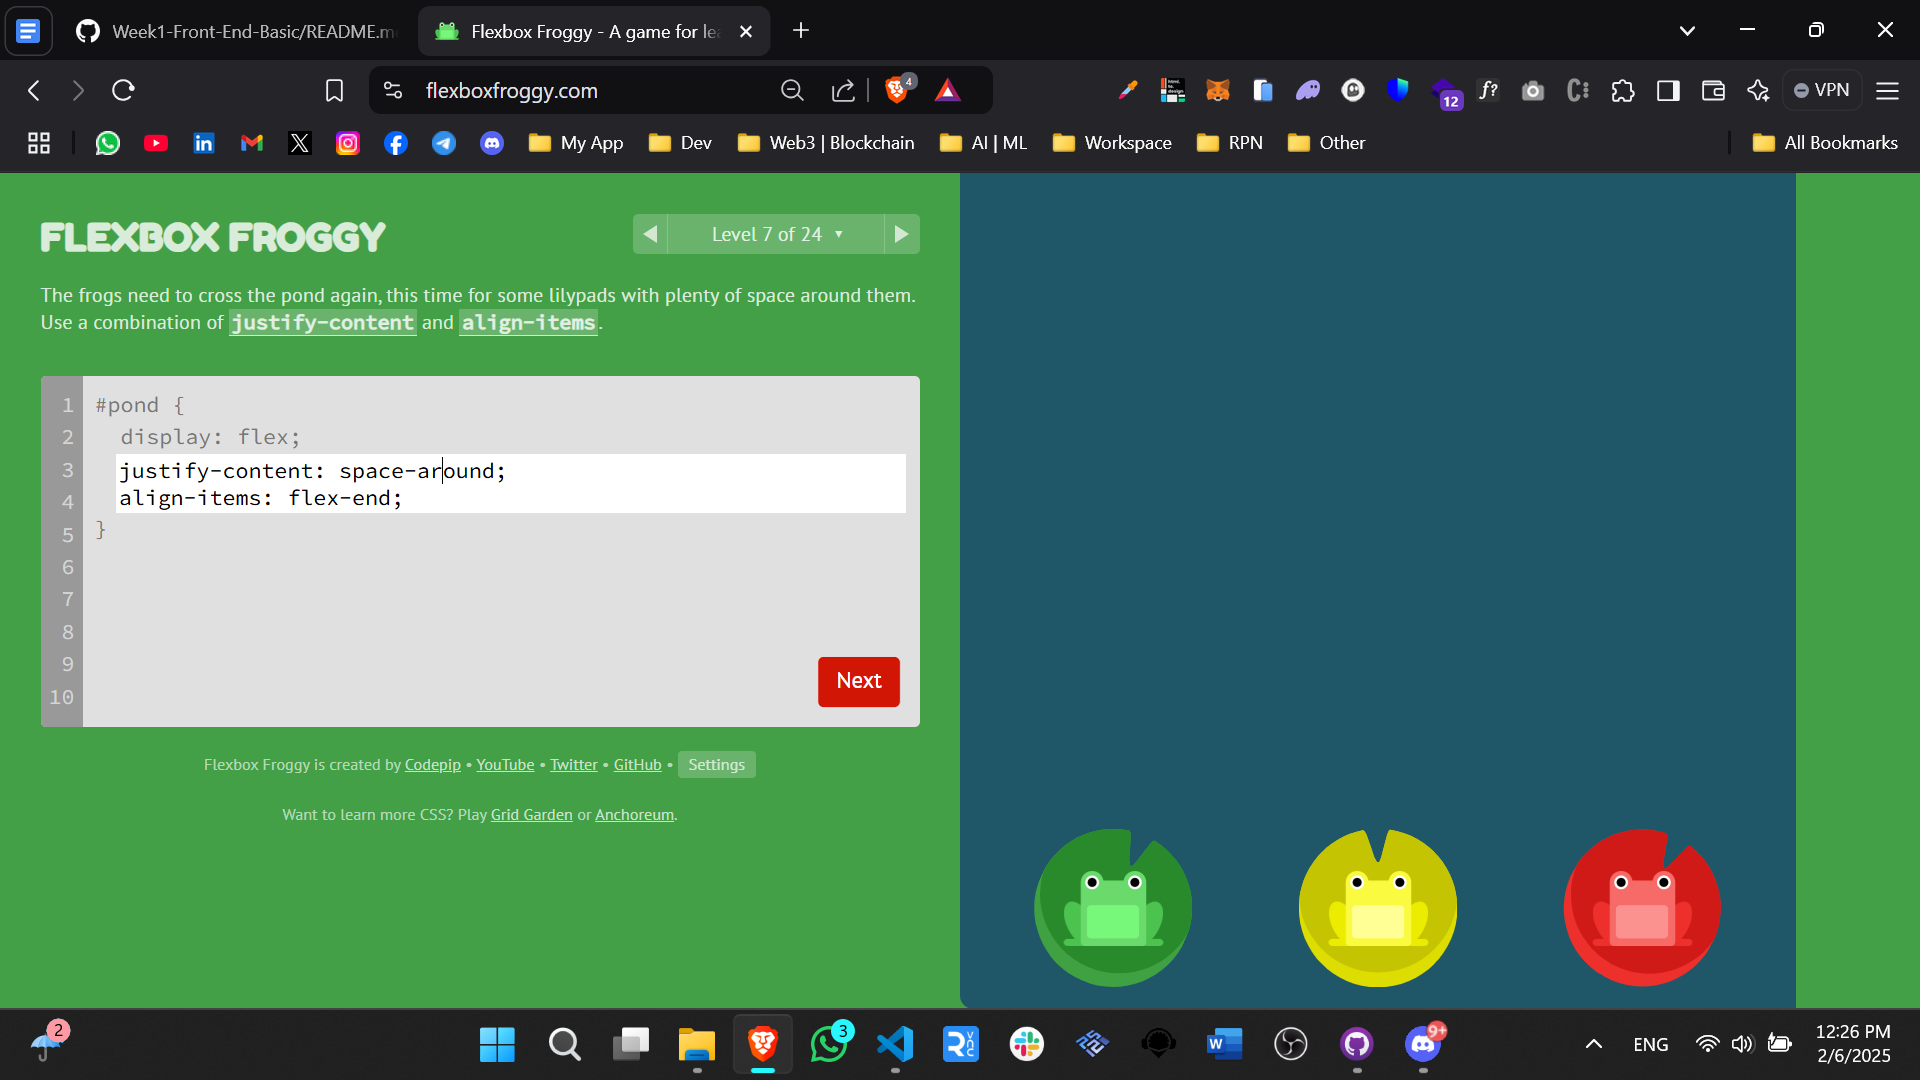 Week1-Front-End-Basic/README.m
Flexbox Froggy - A game for le
flexboxfroggy.com
4
12
f?
VPN
My App
Dev
Web3 | Blockchain
AI | ML
Workspace
RPN
Other
All Bookmarks
FLEXBOX FROGGY
Level 7 of 24
The frogs need to cross the pond again, this time for some lilypads with plenty of space around them.
Use a combination of justify-content and align-items.
1 #pond {
2 display: flex;
3 justify-content: space-around;
4 align-items: flex-end;
5 }
6
7
8
9
10
Next
Flexbox Froggy is created by Codepip • YouTube • Twitter • GitHub • Settings
Want to learn more CSS? Play Grid Garden or Anchoreum.
2
3
9+
ENG
12:26 PM
2/6/2025